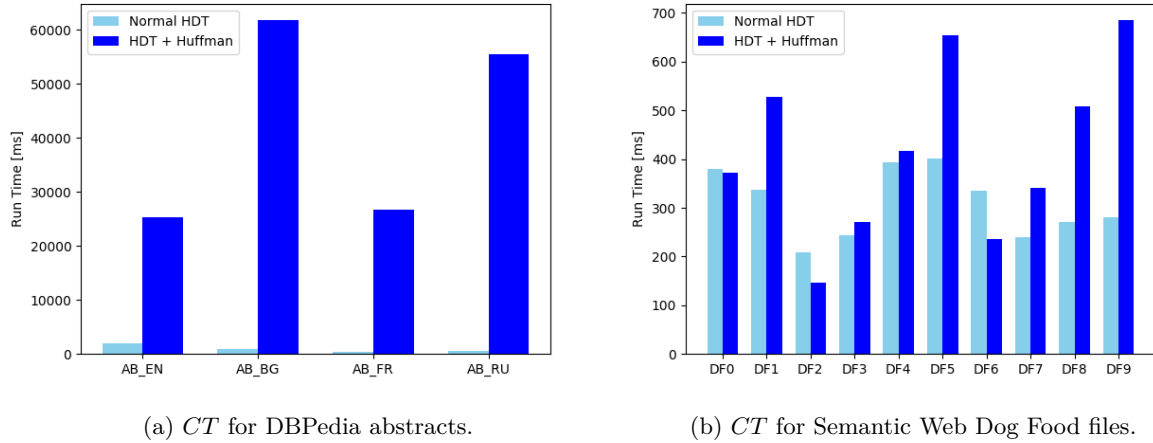 Normal HDT
HDT + Huffman
Run Time [ms]
60000
50000
40000
30000
20000
10000
0
AB_EN AB_BG AB_FR AB_RU
(a) CT for DBPedia abstracts.
Normal HDT
HDT + Huffman
Run Time [ms]
700
600
500
400
300
200
100
0
DF0 DF1 DF2 DF3 DF4 DF5 DF6 DF7 DF8 DF9
(b) CT for Semantic Web Dog Food files.